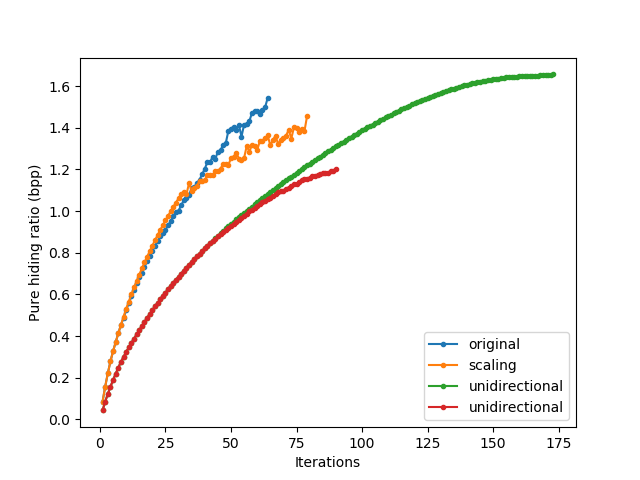 1.6
1.4
1.2
1.0
0.8
0.6
0.4
0.2
0.0
Pure hiding ratio (bpp)
original
scaling
unidirectional
unidirectional
0 25 50 75 100 125 150 175
Iterations